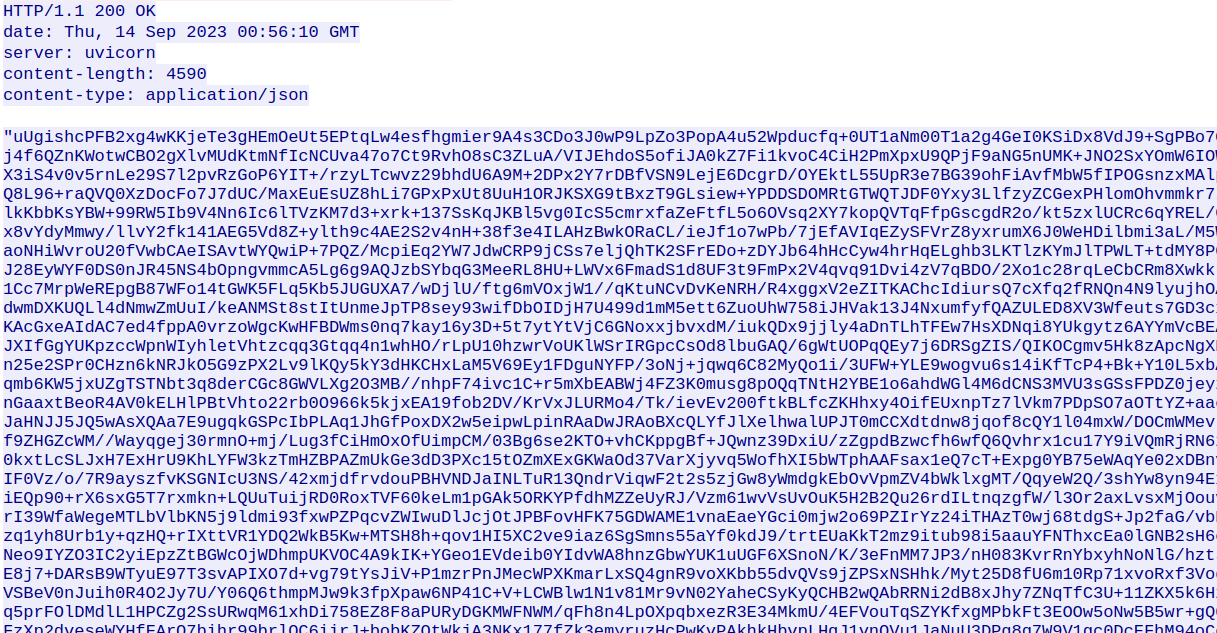 HTTP/1.1 200 OK
date: Thu, 14 Sep 2023 00:56:10 GMT
server: uvicorn
content-length: 4590
content-type: application/json
"uUgishcPFB2xg4wKKjeTe3gHEmOeUt5EPtqLw4esfhgmier9A4s3CDo3J0wP9LpZo3PopA4u52Wpducfq+0UT1aNm00T1a2g4GeI0KSiDx8VdJ9+SgPBo7
j4f6QZnKWotwCBO2gXlvMUdKtmNfIcNCUva47o7Ct9RvhO8sC3ZLuA/VIJEhdoS5ofiJA0kZ7Fi1kvoC4CiH2PmXpxU9QPjF9aNG5nUMK+JNO2SxYOmW6IOW
X3iS4v0v5rnLe29S7l2pvRzGoP6YIT+/rzyLTcwvz29bhdU6A9M+2DPx2Y7rDBfVSN9LejE6DcgrD/OYEktL55UpR3e7BG39ohFiAvfMbW5fIPOGsnzxMAl
Q8L96+raQVQ0XzDocFo7J7dUC/MaxEuEsUZ8hLi7GPxPxUt8UuH1ORJKSXG9tBxzT9GLsiew+YPDDSDOMRtGTWQTJDF0Yxy3LlfzyZCGexPHlomOhvmmkr7
lkKbbKsYBW+99RW5Ib9V4Nn6Ic6lTVzKM7d3+xrk+137SsKqJKBl5vg0IcS5cmrxfaZeFtfL5o6OVsq2XY7kopQVTqFfpGscgdR2o/kt5zxlUCRc6qYREL/
x8vYdyMmwy/llvY2fk141AEG5Vd8Z+ylth9c4AE2S2v4nH+38f3e4ILAHzBwkORaCL/ieJf1o7wPb/7jEfAVIqEZySFVrZ8yxrumX6J0WeHDilbmi3aL/M5W
aoNHiWvroU20fVwbCAeISAvtWYQwiP+7PQZ/McpiEq2YW7JdwCRP9jCSs7eljQhTK2SFrEDo+zDYJb64hHcCyw4hrHqELghb3LKTlzKYmJlTPWLT+tdMY8P
J28EyWYF0DS0nJR45NS4bOpngvmmcA5Lg6g9AQJzbSYbqG3MeeRL8HU+LWVx6FmadS1d8UF3t9FmPx2V4qvq91Dvi4zV7qBDO/2Xo1c28rqLeCbCRm8Xwkk
1Cc7MrpWeREpgB87WFo14tGWK5FLq5Kb5JUGUXA7/wDjlU/ftg6mVOxjW1//qKtuNCvDvKeNRH/R4xggxV2eZITKAChcIdiursQ7cXfq2fRNQn4N9lyujhO
dwmDXKUQLl4dNmwZmUuI/keANMSt8stItUnmeJpTP8sey93wifDbOIDjH7U499d1mM5ett6ZuoUhW758iJHVak13J4NxumfyfQAZULED8XV3Wfeuts7GD3c
KAcGxeAIdAC7ed4fppA0vrzoWgcKwHFBDWms0nq7kay16y3D+5t7ytYtVjC6GNoxxjbvxdM/iukQDx9jjly4aDnTLhTFEw7HsXDNqi8YUkgytz6AYYmVcBE
JXIfGgYUKpzccWpnWIyhletVhtzcqq3Gtqq4n1whHO/rLpU10hzwrVoUKlWSrIRGpcCsOd8lbuGAQ/6gWtUOPqQEy7j6DRSgZIS/QIKOCgmv5Hk8zApcNgX
n25e2SPr0CHzn6kNRJkO5G9zPX2Lv9lKQy5kY3dHKCHxLaM5V69Ey1FDguNYFP/3oNj+jqwq6C82MyQo1i/3UFW+YLE9wogvu6s14iKfTcP4+Bk+Y10L5xb
qmb6KW5jxUZgTSTNbt3q8derCGc8GWVLXg2O3MB//nhpF74ivc1C+r5mXbEABWj4FZ3K0musg8pOQqTNtH2YBE1o6ahdWGl4M6dCNS3MVU3sGSsFPDZ0jey
nGaaxtBeoR4AV0kELHlPBtVhto22rb0O966k5kjxEA19fob2DV/KrVxJLURMo4/Tk/ievEv200ftkBLfcZKHhxy4OifEUxnpTz7lVkm7PDpSO7aOTtYZ+aa
JaHNJJ5JQ5wAsXQAa7E9ugqkGSPcIbPLAq1JhGfPoxDX2w5eipwLpinRAaDwJRAoBXcQLYfJlXelhwalUPJT0mCCXdtdnw8jqof8cQY1l04mxW/DOCmWMev
f9ZHGZcWM//Wayqgej30rmnO+mj/Lug3fCiHmOxOfUimpCM/03Bg6se2KTO+vhCKppgBf+JQwnz39DxiU/zZgpdBzwcfh6wfQ6Qvhrx1cu17Y9iVQmRjRN6
0kxtLcSLJxH7ExHrU9KhLYFW3kzTmHZBPAZmUkGe3dD3PXc15tOZmXExGKWaOd37VarXjyvq5WofhXI5bWTphAAFsax1eQ7cT+Expg0YB75eWAqYe02xDBn
IF0Vz/o/7R9ayszfvKSGNIcU3NS/42xmjdfrvdouPBHVNDJaINLTuR13QndrViqwF2t2s5zjGw8yWmdgkEbOvVpmZV4bWklxgMT/QqyeW2Q/3shYw8yn94E
iEQp90+rX6sxG5T7rxmkn+LQUuTuijRD0RoxTVF60keLm1pGAk5ORKYPfdhMZZeUyRJ/Vzm61wvVsUvOuK5H2B2Qu26rdILtnqzgfW/l3Or2axLvsxMjOou
rI39WfaWegeMTLbVlbKN5j9ldmi93fxwPZPqcvZWIwuDlJcjOtJPBFovHFK75GDWAME1vnaEaeYGci0mjw2o69PZIrYz24iTHAzT0wj68tdgS+Jp2faG/vb
zq1yh8Urb1y+qzHQ+rIXttVR1YDQ2WkB5Kw+MTSH8h+qov1HI5XC2ve9iaz6SgSmns55aYf0kdJ9/trtEUaKkT2mz9itub98i5aauYFNThxcEa0lGNB2sH6
Neo9IYZO3IC2yiEpzZtBGWcOjWDhmpUKVOC4A9kIK+YGeo1EVdeib0YIdvWA8hnzGbwYUK1uUGF6XSnoN/K/3eFnMM7JP3/nH083KvrRnYbxyhNoNlG/hzt
E8j7+DARsB9WTyuE97T3svAPIXO7d+vg79tYsJiV+P1mzrPnJMecWPXKmarLxSQ4gnR9voXKbb55dvQVs9jZPSxNSHhk/Myt25D8fU6m10Rp71xvoRxf3Vo
VSBeV0nJuih0R4O2Jy7U/Y06Q6thmpMJw9k3fpXpaw6NP41C+V+LCWBlw1N1v81Mr9vN02YaheCSyKyQCHB2wQAbRRNi2dB8xJhy7ZNqTfC3U+11ZKX5k6H
q5prFOlDMdlL1HPCZg2SsURwqM61xhDi758EZ8F8aPURyDGKMWFNWM/qFh8n4LpOXpqbxezR3E34MkmU/4EFVouTqSZYKfxgMPbkFt3EOOw5oNw5B5wr+gQ